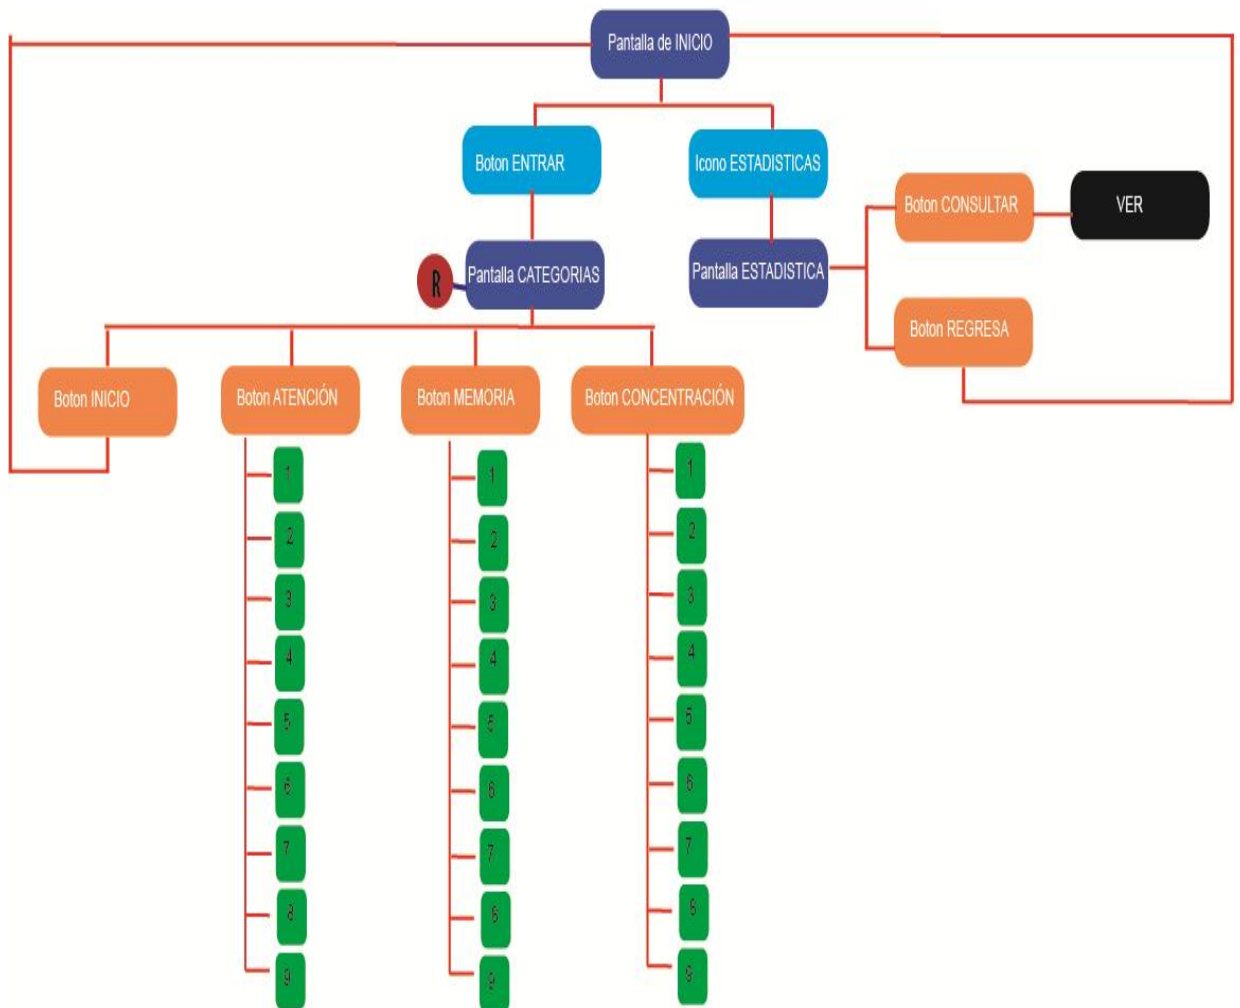 Pantalla de INICIO
Boton ENTRAR
Icono ESTADISTICAS
Boton CONSULTAR
VER
R
Pantalla CATEGORIAS
Pantalla ESTADISTICA
Boton REGRESA
Boton INICIO
Boton ATENCIÓN
Boton MEMORIA
Boton CONCENTRACIÓN
1
2
3
4
5
6
7
8
9
1
2
3
4
5
6
7
8
9
1
2
3
4
5
6
7
8
9